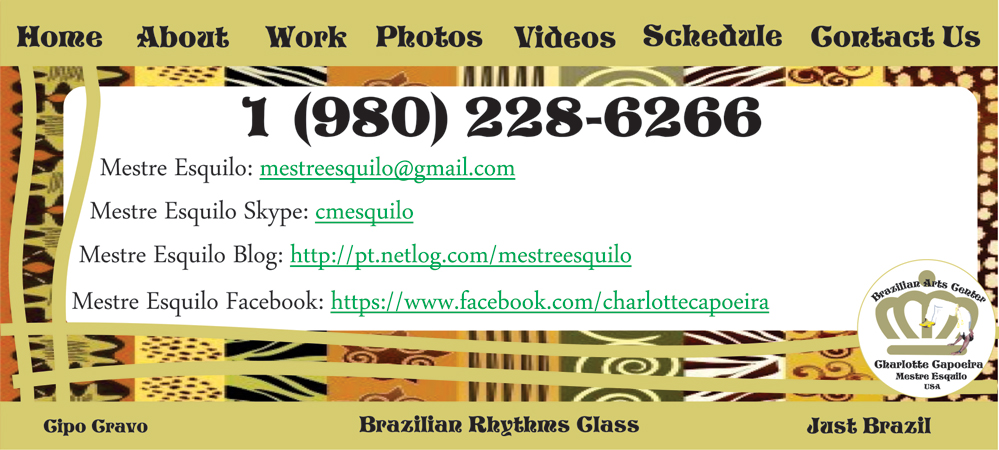 Home About Work Photos Videos Schedule Contact Us
1 (980) 228-6266
Mestre Esquilo: mestreesquilo@gmail.com
Mestre Esquilo Skype: cmesquilo
Mestre Esquilo Blog: http://pt.netlog.com/mestreesquilo
Mestre Esquilo Facebook: https://www.facebook.com/charlottecapoeira
Brazilian Arts Center
Charlotte Capoeira
Mestre Esquilo
USA
Cipo Cravo Brazilian Rhythms Class Just Brazil